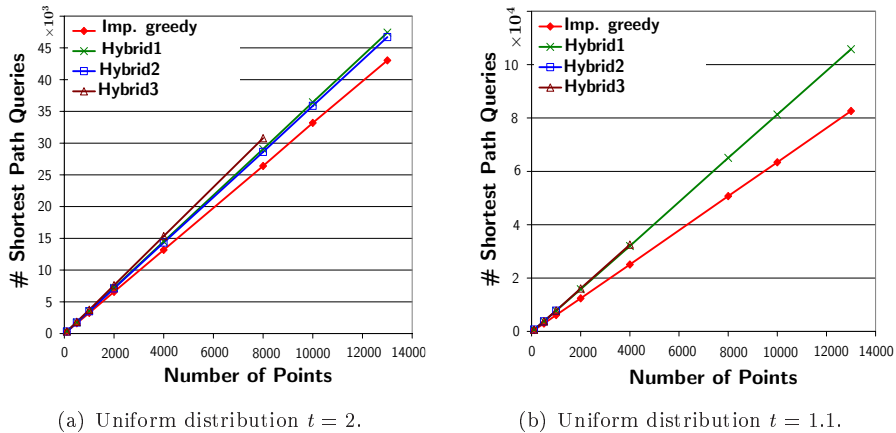 ×10³
45
40
35
30
25
20
15
10
5
0
# Shortest Path Queries
Imp. greedy
Hybrid1
Hybrid2
Hybrid3
0 2000 4000 6000 8000 10000 12000 14000
Number of Points
(a) Uniform distribution t = 2.
×10⁴
10
8
6
4
2
0
# Shortest Path Queries
Imp. greedy
Hybrid1
Hybrid2
Hybrid3
0 2000 4000 6000 8000 10000 12000 14000
Number of Points
(b) Uniform distribution t = 1.1.